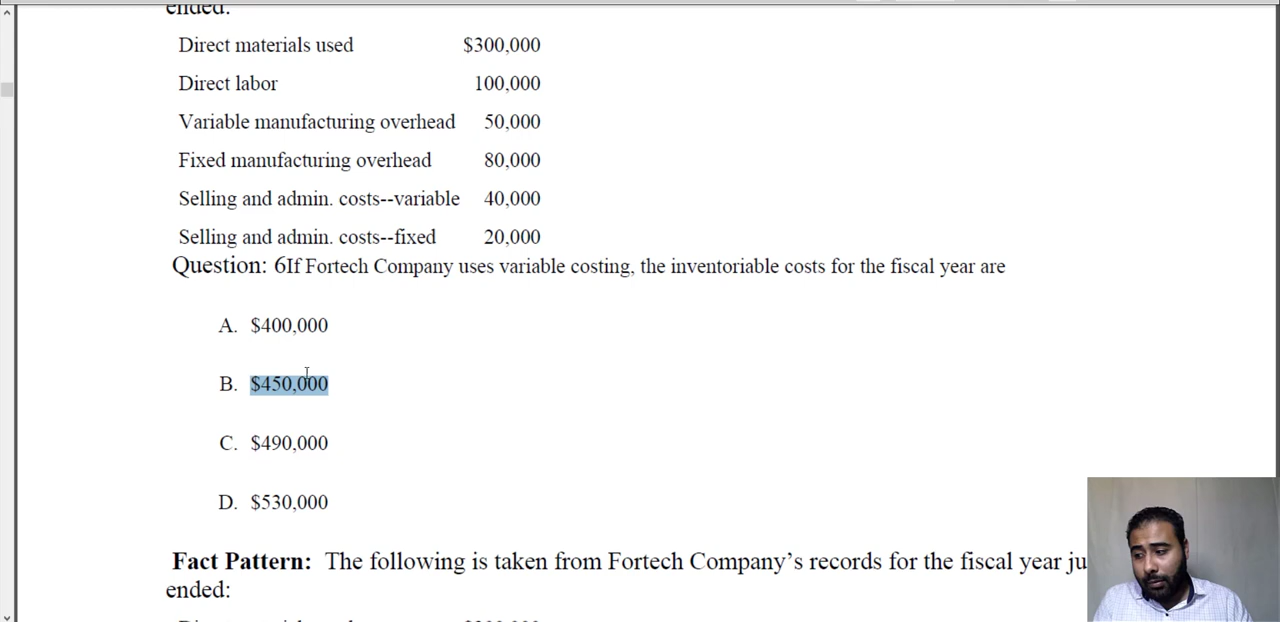 ended:
Direct materials used $300,000
Direct labor 100,000
Variable manufacturing overhead 50,000
Fixed manufacturing overhead 80,000
Selling and admin. costs--variable 40,000
Selling and admin. costs--fixed 20,000
Question: 6If Fortech Company uses variable costing, the inventoriable costs for the fiscal year are
A. $400,000
B. $450,000
C. $490,000
D. $530,000
Fact Pattern: The following is taken from Fortech Company’s records for the fiscal year ju
ended: